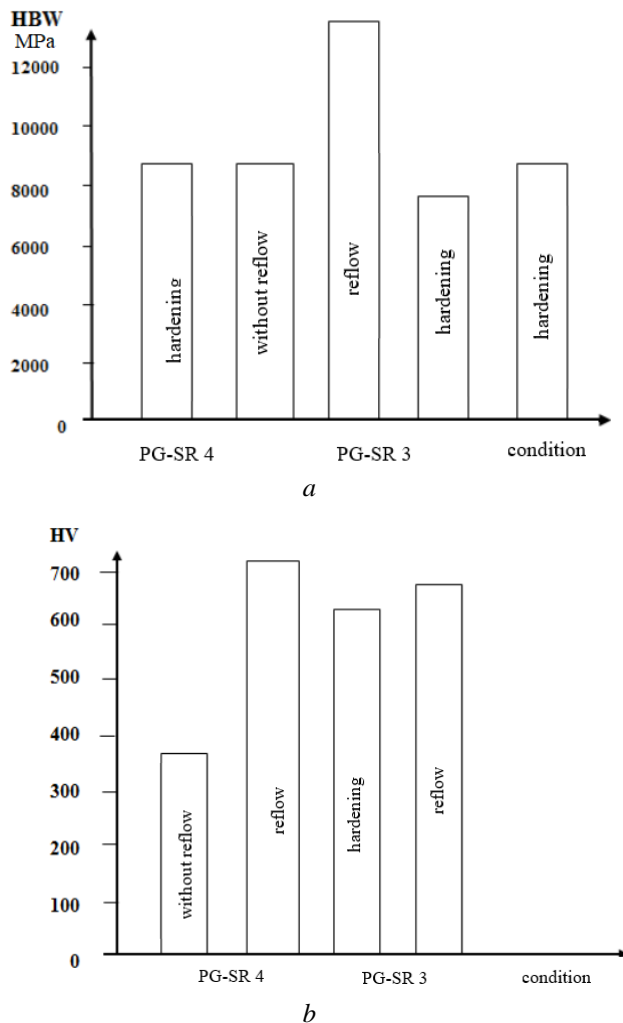 HBW
MPa
12000
10000
8000
6000
4000
2000
0
hardening
without reflow
reflow
hardening
hardening
PG-SR 4
PG-SR 3
condition
a
HV
700
600
500
400
300
200
100
0
without reflow
reflow
hardening
reflow
PG-SR 4
PG-SR 3
condition
b